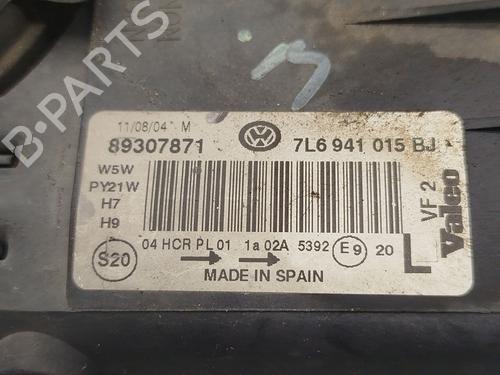 11/08/04 M
89307871
7L6 941 015 BJ
W5W
PY21W
H7
H9
VF 2
Valeo
04 HCR PL 01 1a 02A 5392 E9 20
S20
L
MADE IN SPAIN
B-PARTS